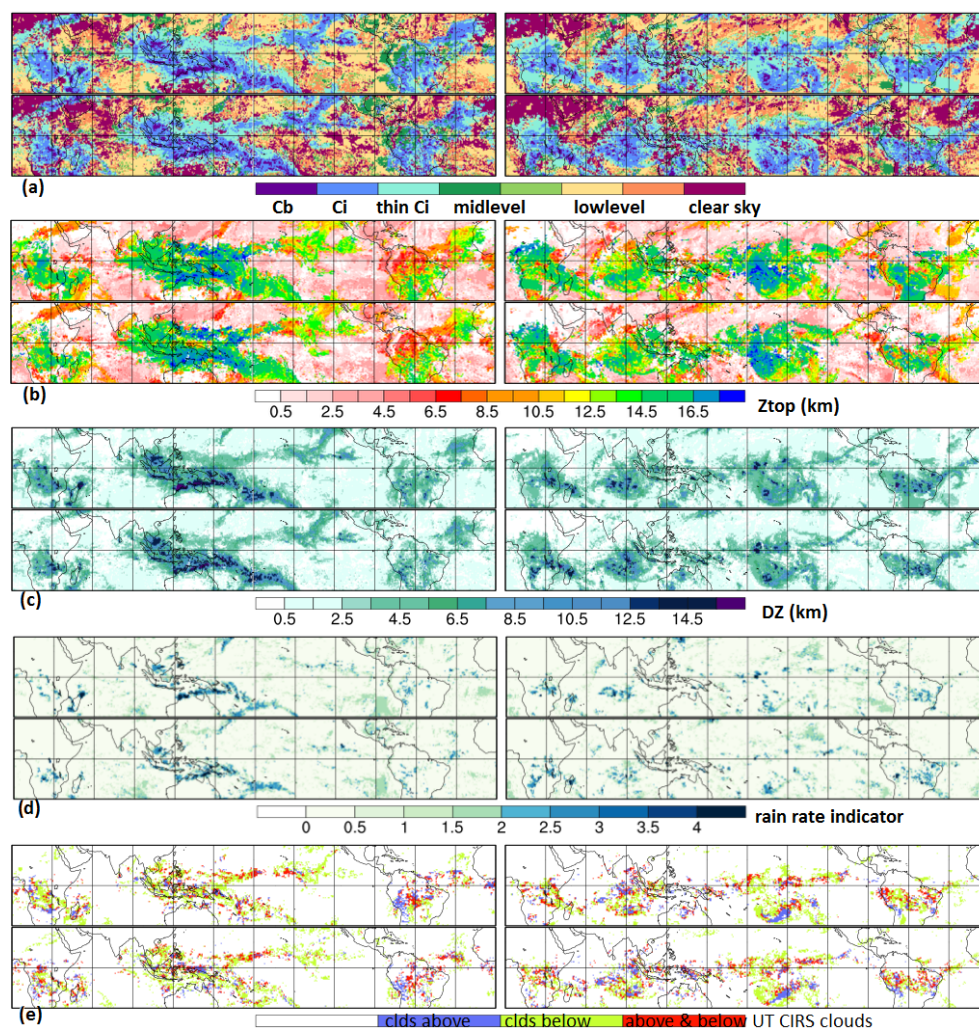 (a)
Cb Ci thin Ci midlevel lowlevel clear sky
(b)
0.5 2.5 4.5 6.5 8.5 10.5 12.5 14.5 16.5 Ztop (km)
(c)
0.5 2.5 4.5 6.5 8.5 10.5 12.5 14.5 DZ (km)
(d)
0 0.5 1 1.5 2 2.5 3 3.5 4 rain rate indicator
(e)
clds above clds below above & below UT CIRS clouds